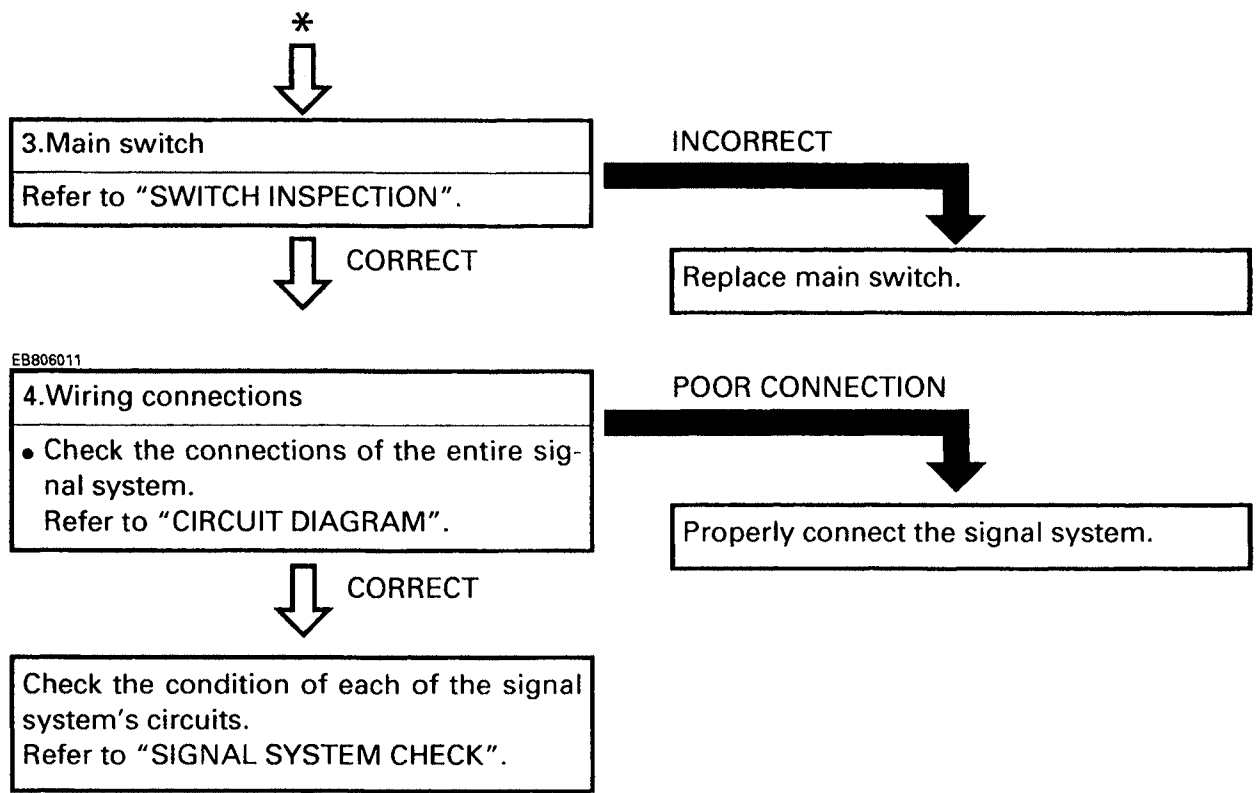 *
3.Main switch
Refer to "SWITCH INSPECTION".
INCORRECT
Replace main switch.
CORRECT
EB806011
4.Wiring connections
• Check the connections of the entire sig-
nal system.
Refer to "CIRCUIT DIAGRAM".
POOR CONNECTION
Properly connect the signal system.
CORRECT
Check the condition of each of the signal
system's circuits.
Refer to "SIGNAL SYSTEM CHECK".